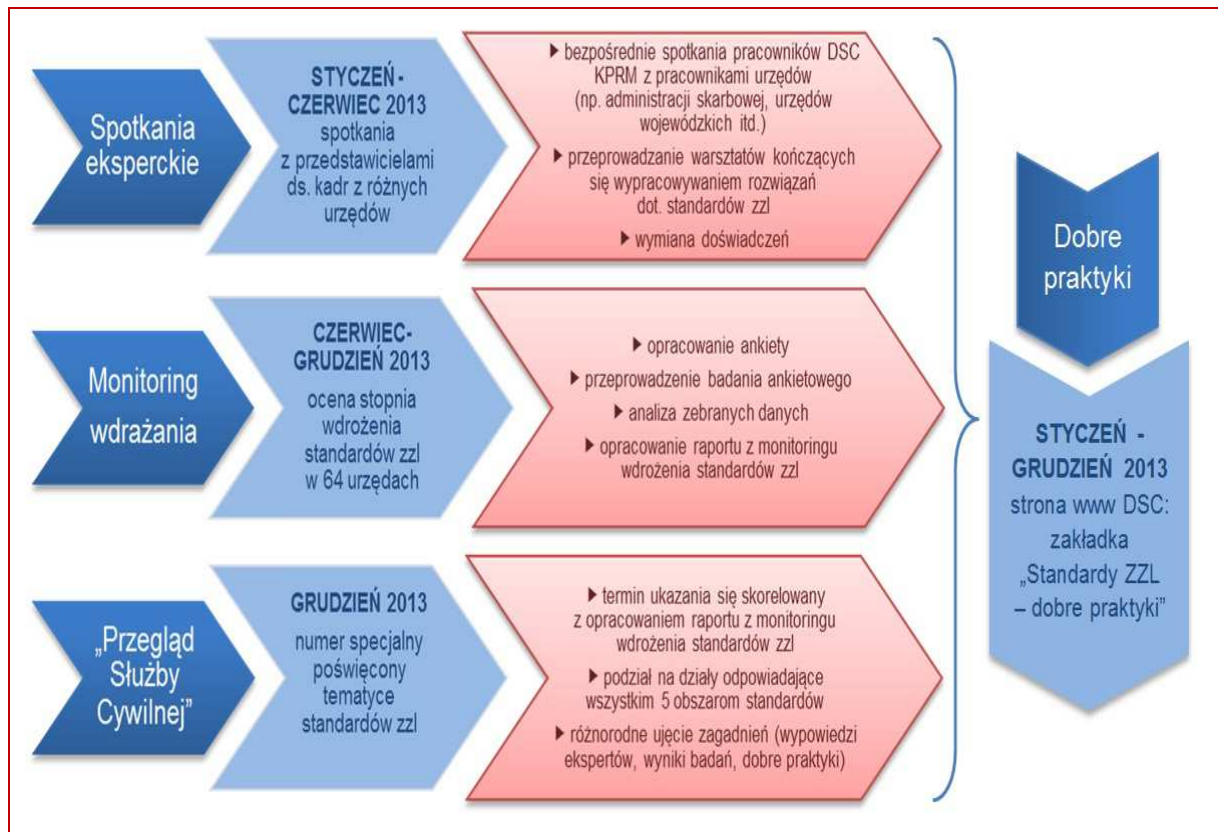 Spotkania
eksperckie
STYCZEŃ -
CZERWIEC 2013
spotkania
z przedstawicielami
ds. kadr z różnych
urzędów
bezpośrednie spotkania pracowników DSC
KPRM z pracownikami urzędów
(np. administracji skarbowej, urzędów
wojewódzkich itd.)
przeprowadzanie warsztatów kończących
się wypracowywaniem rozwiązań
dot. standardów zzl
wymiana doświadczeń
Monitoring
wdrażania
CZERWIEC-
GRUDZIEŃ 2013
ocena stopnia
wdrożenia
standardów zzl
w 64 urzędach
opracowanie ankiety
przeprowadzenie badania ankietowego
analiza zebranych danych
opracowanie raportu z monitoringu
wdrożenia standardów zzl
„Przegląd
Służby
Cywilnej”
GRUDZIEŃ 2013
numer specjalny
poświęcony
tematyce
standardów zzl
termin ukazania się skorelowany
z opracowaniem raportu z monitoringu
wdrożenia standardów zzl
podział na działy odpowiadające
wszystkim 5 obszarom standardów
różnorodne ujęcie zagadnień (wypowiedzi
ekspertów, wyniki badań, dobre praktyki)
Dobre
praktyki
STYCZEŃ -
GRUDZIEŃ 2013
strona www DSC:
zakładka
„Standardy ZZL
– dobre praktyki”